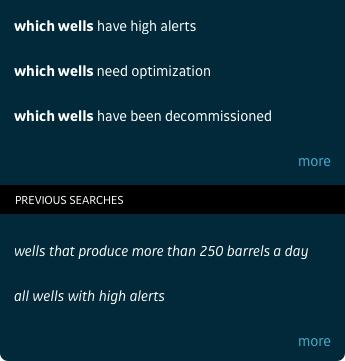 which wells have high alerts
which wells need optimization
which wells have been decommissioned
more
PREVIOUS SEARCHES
wells that produce more than 250 barrels a day
all wells with high alerts
more